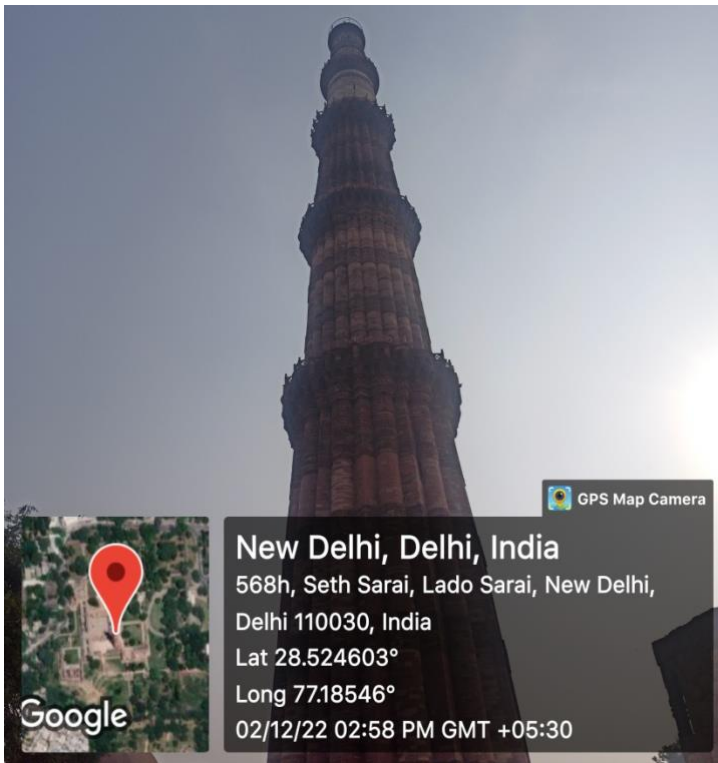 GPS Map Camera
New Delhi, Delhi, India
568h, Seth Sarai, Lado Sarai, New Delhi,
Delhi 110030, India
Lat 28.524603°
Long 77.18546°
02/12/22 02:58 PM GMT +05:30
Google